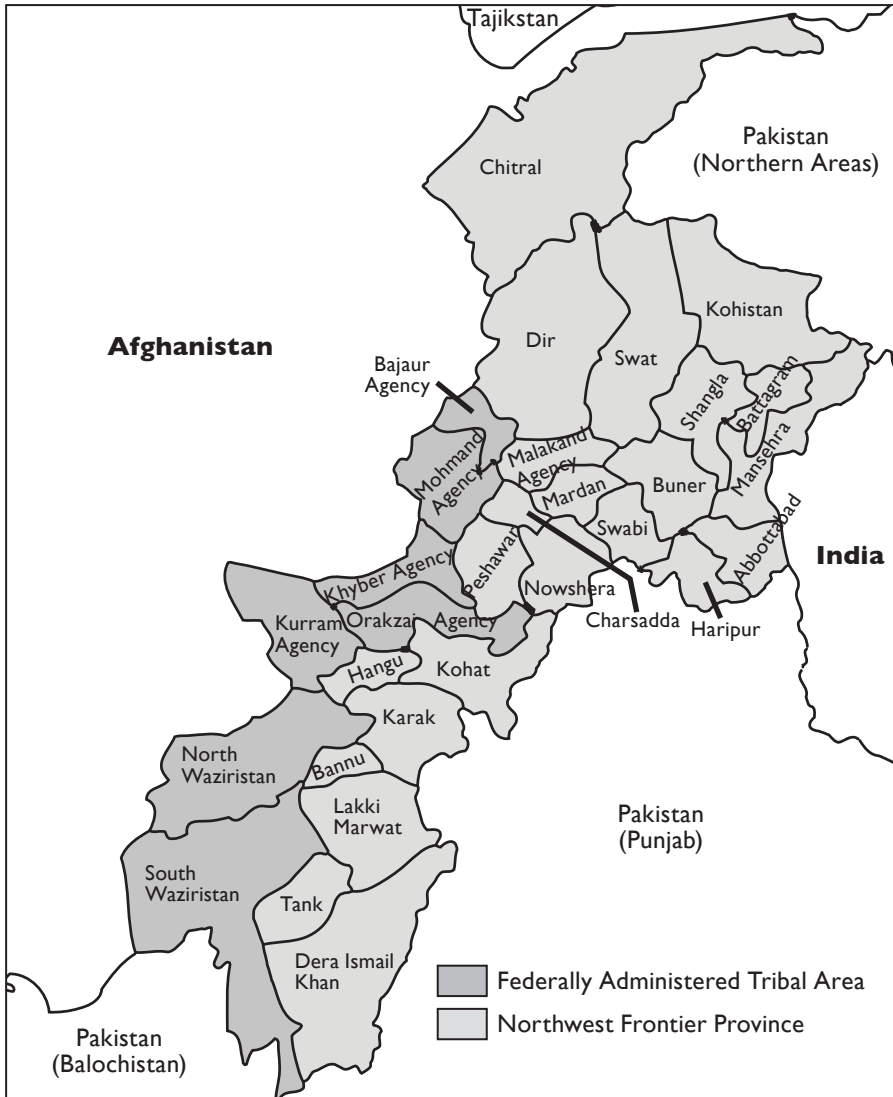 Tajikstan
Pakistan
(Northern Areas)
Chitral
Kohistan
Afghanistan
Dir
Swat
Bajaur
Agency
Shangla
Battagram
Mansehra
Mohmand
Agency
Malakand
Agency
Mardan
Buner
Swabi
Abbottabad
India
Peshawar
Khyber Agency
Nowshera
Charsadda
Haripur
Kurram
Agency
Orakzai Agency
Hangu
Kohat
Karak
North
Waziristan
Bannu
Lakki
Marwat
Pakistan
(Punjab)
South
Waziristan
Tank
Dera Ismail
Khan
Federally Administered Tribal Area
Northwest Frontier Province
Pakistan
(Balochistan)